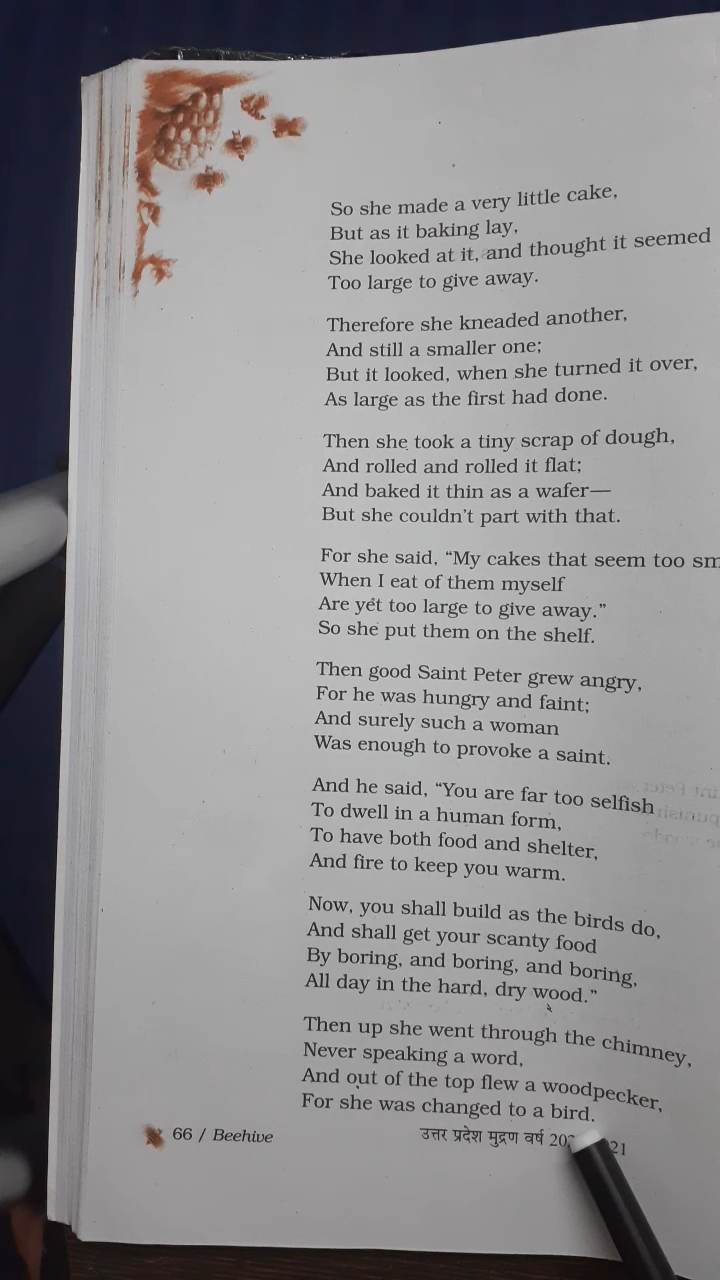 So she made a very little cake,
But as it baking lay,
She looked at it, and thought it seemed
Too large to give away.
Therefore she kneaded another,
And still a smaller one;
But it looked, when she turned it over,
As large as the first had done.
Then she took a tiny scrap of dough,
And rolled and rolled it flat;
And baked it thin as a wafer—
But she couldn't part with that.
For she said, “My cakes that seem too sm
When I eat of them myself
Are yet too large to give away.”
So she put them on the shelf.
Then good Saint Peter grew angry,
For he was hungry and faint;
And surely such a woman
Was enough to provoke a saint.
And he said, “You are far too selfish
To dwell in a human form,
To have both food and shelter,
And fire to keep you warm.
Now, you shall build as the birds do,
And shall get your scanty food
By boring, and boring, and boring,
All day in the hard, dry wood.”
Then up she went through the chimney,
Never speaking a word,
And out of the top flew a woodpecker,
For she was changed to a bird.
66 / Beehive
उत्तर प्रदेश मुद्रण वर्ष 20 21